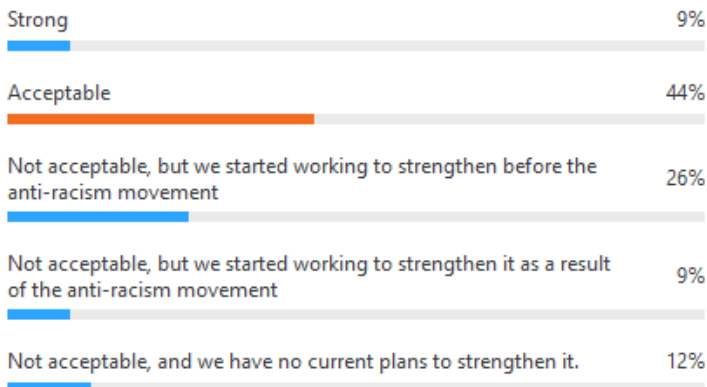 Strong 9%
Acceptable 44%
Not acceptable, but we started working to strengthen before the
anti-racism movement 26%
Not acceptable, but we started working to strengthen it as a result
of the anti-racism movement 9%
Not acceptable, and we have no current plans to strengthen it. 12%